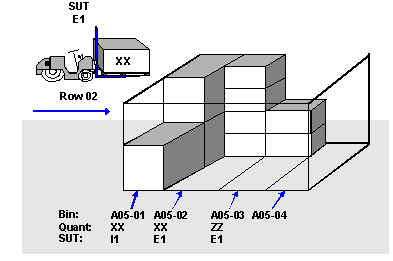 SUT
E1
XX
Row 02
Bin: A05-01 A05-02 A05-03 A05-04
Quant: XX XX ZZ
SUT: I1 E1 E1